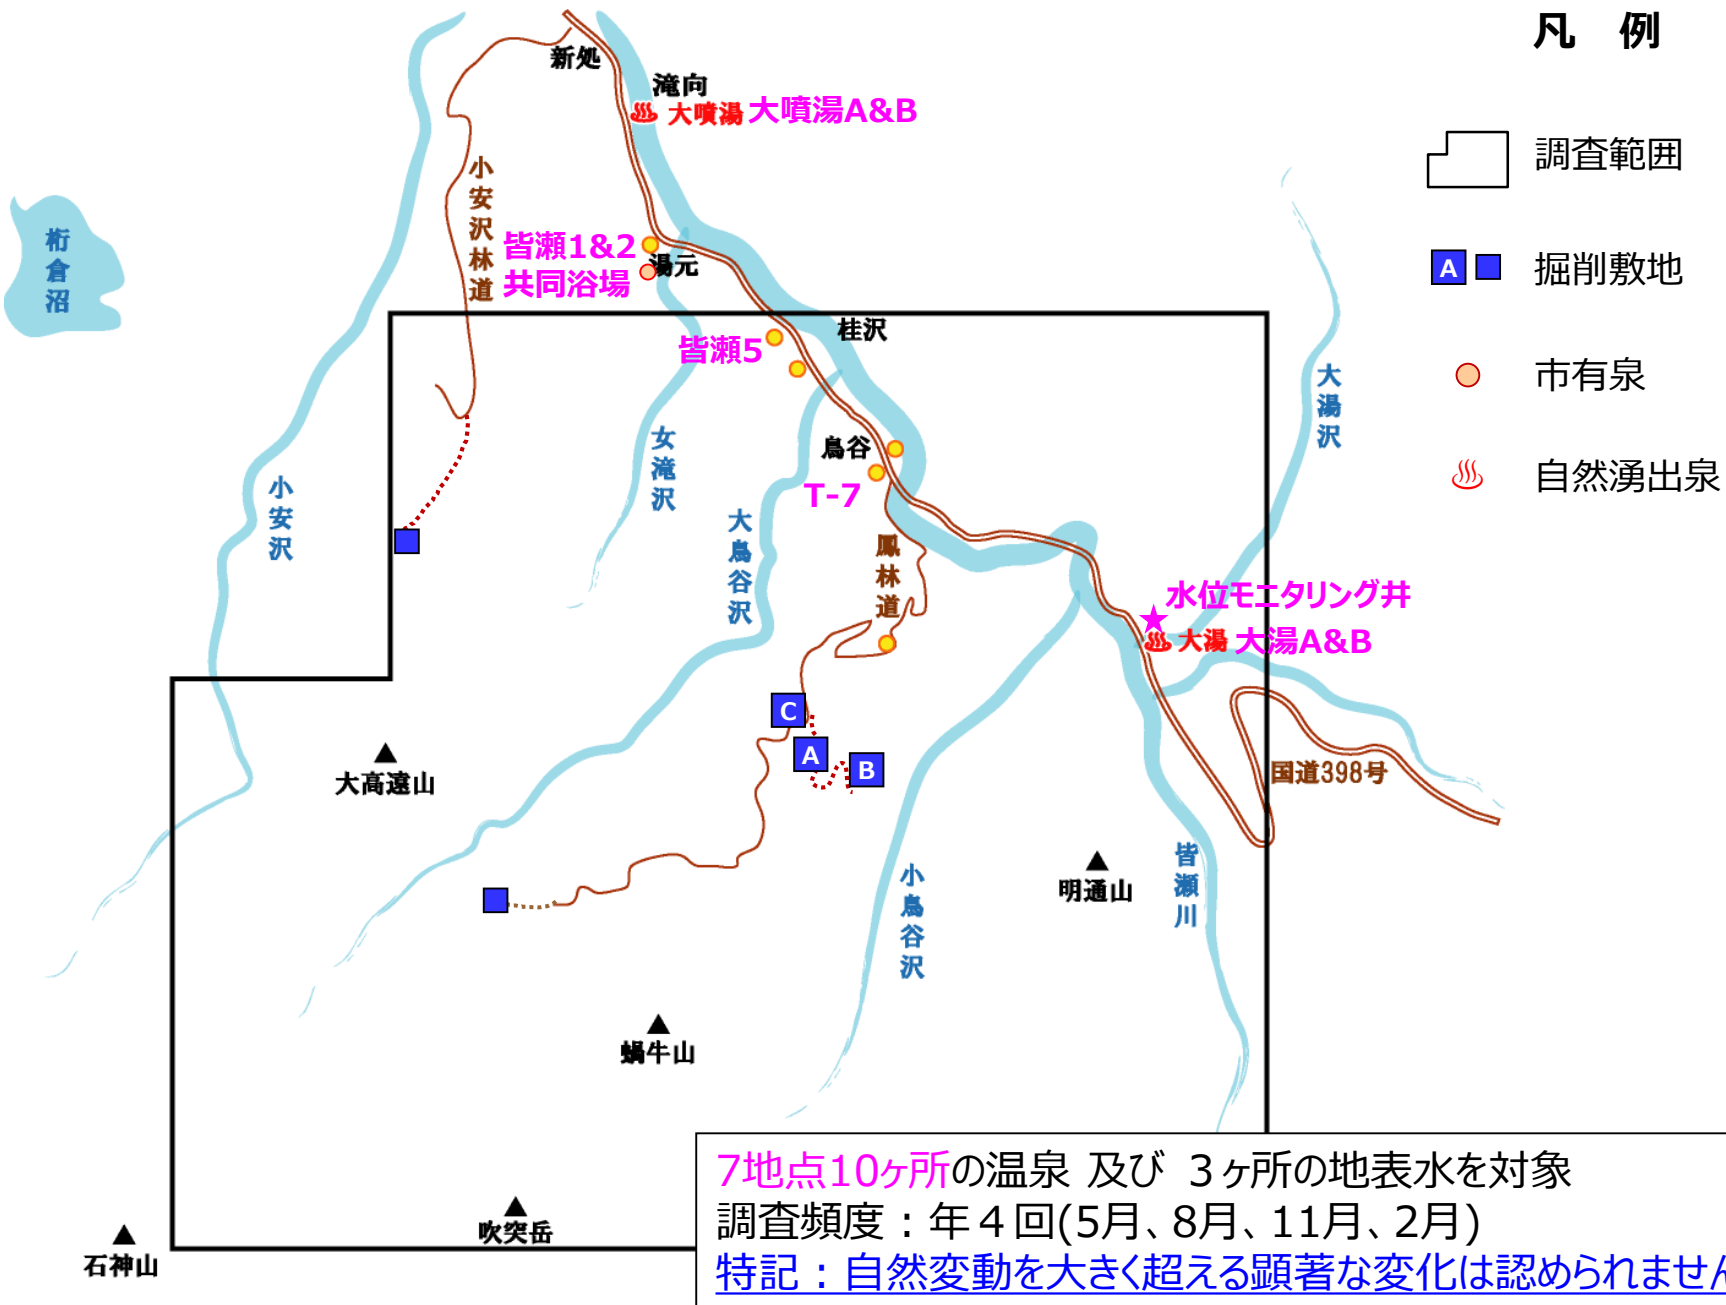 凡 例
調査範囲
A 掘削敷地
市有泉
自然湧出泉
新処
滝向
大噴湯 大噴湯A&B
小安沢林道
桁倉沼
皆瀬1&2
共同浴場
湯元
桂沢
皆瀬5
大湯沢
女滝沢
鳥谷
T-7
小安沢
大鳥谷沢
鳳林道
水位モニタリング井
大湯 大湯A&B
C
A
B
大高遠山
国道398号
皆瀬川
小鳥谷沢
明通山
蝸牛山
吹突岳
石神山
7地点10ヶ所の温泉 及び 3ヶ所の地表水を対象
調査頻度：年4回(5月、8月、11月、2月)
特記：自然変動を大きく超える顕著な変化は認められません